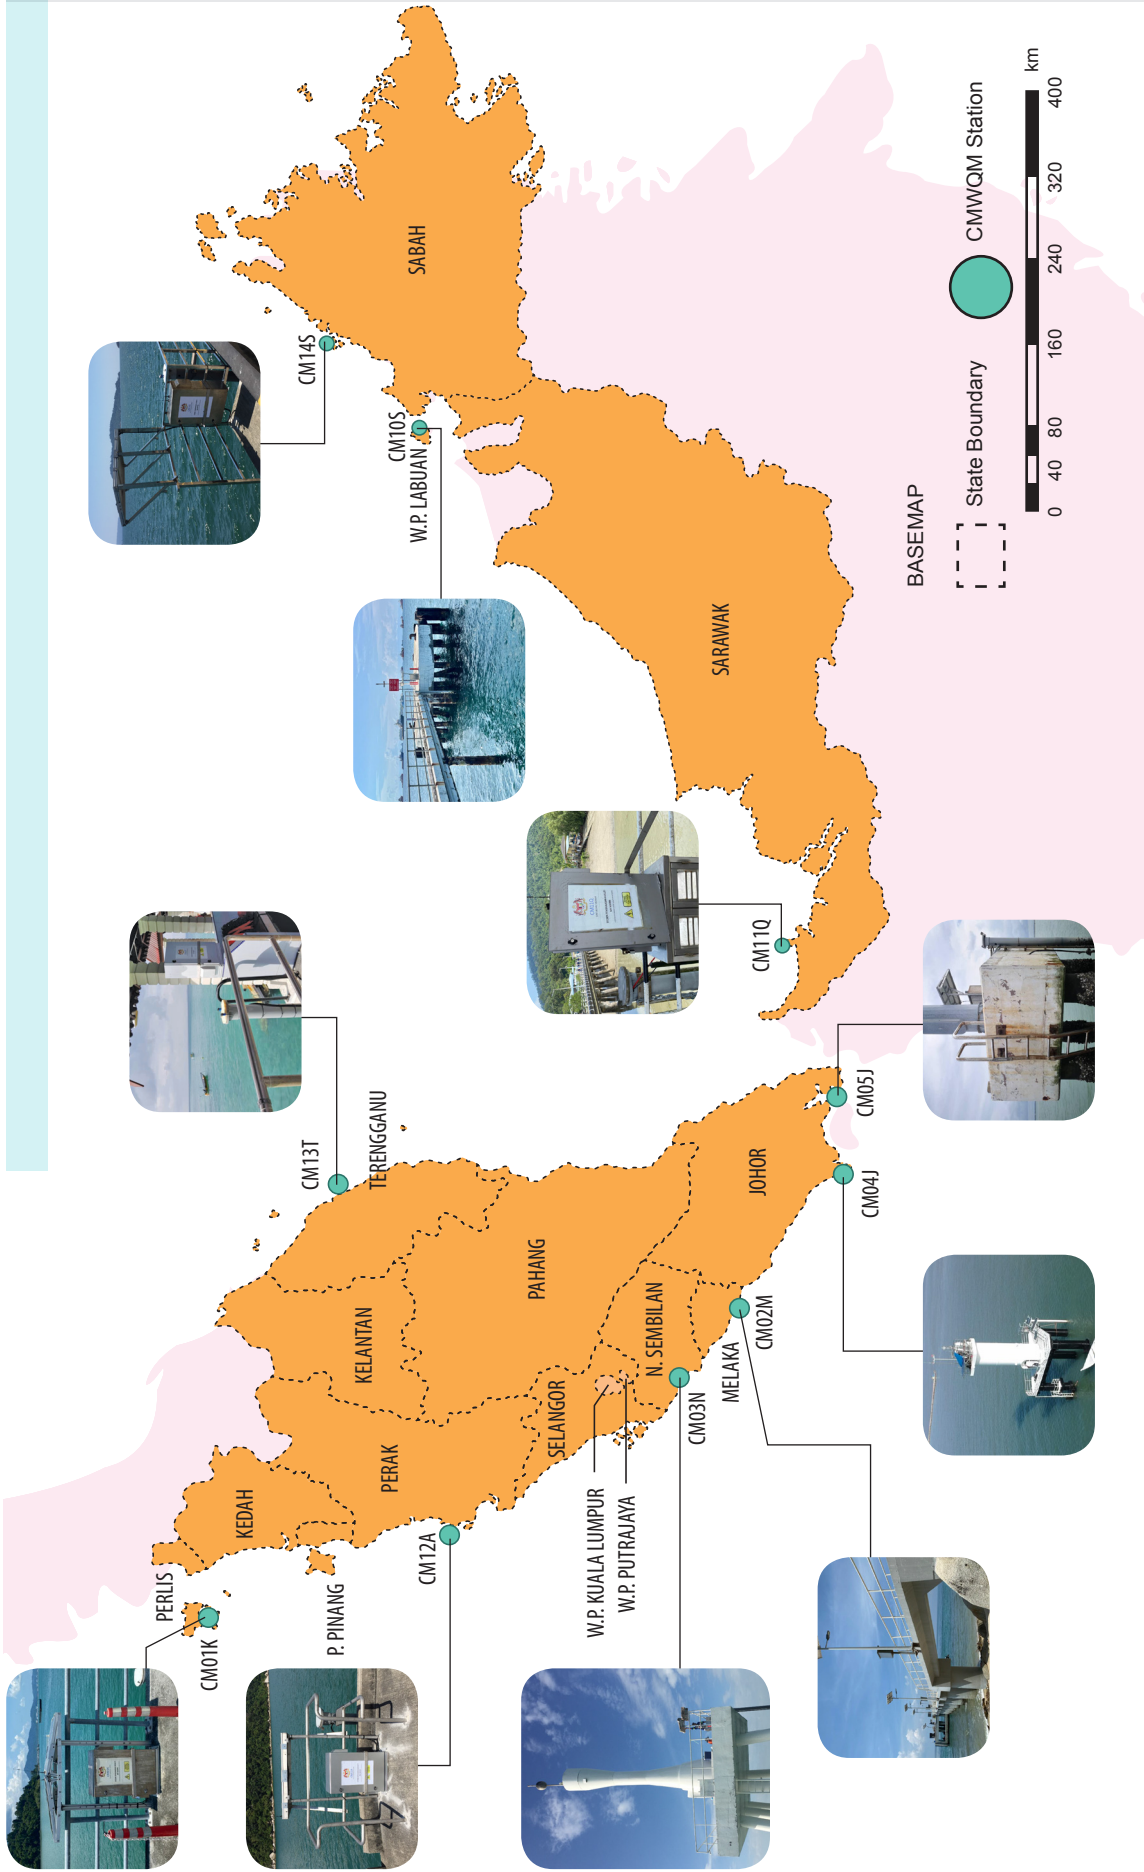 CM01K
PERLIS
KEDAH
P. PINANG
CM12A
PERAK
KELANTAN
CM13T
TERENGGANU
PAHANG
SELANGOR
W.P. KUALA LUMPUR
W.P. PUTRAJAYA
N. SEMBILAN
CM03N
MELAKA
CM02M
JOHOR
CM04J
CM05J
CM11Q
SARAWAK
W.P. LABUAN
CM10S
CM14S
SABAH
BASEMAP
State Boundary
CMWQM Station
0 40 80 160 240 320 400
km